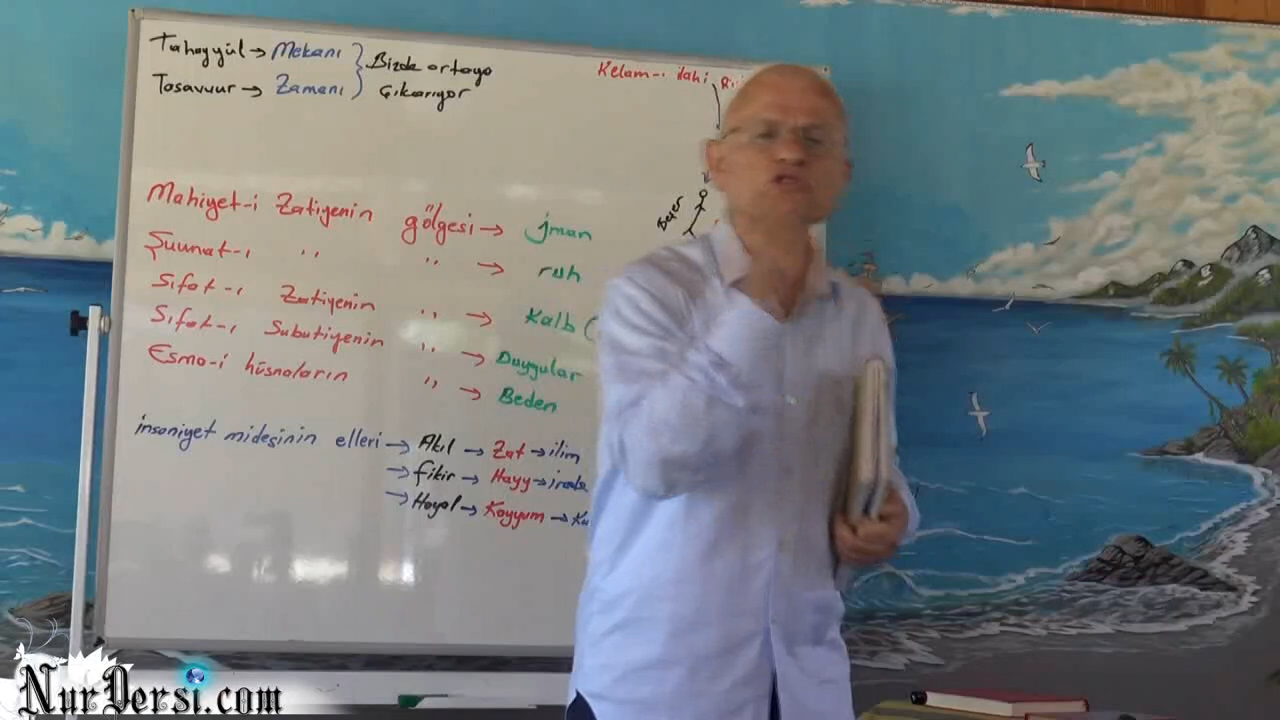 Tahayyül → Mekanı } Bizde ortaya
Tasavvur → Zamanı } Çıkarıyor
Kelam-ı ilahi
Beşer
Mahiyet-i Zatiyenin gölgesi → iman
Şuunat-ı ,, ,, → ruh
Sıfat-ı Zatiyenin ,, → Kalb (
Sıfat-ı Subutiyenin ,, → Duygular
Esma-i hüsnaların ,, → Beden
insaniyet midesinin elleri → Akıl → Zat → ilim
→ fikir → Hayy → irade
→ Hayal → Kayyum →
NurDersi.com